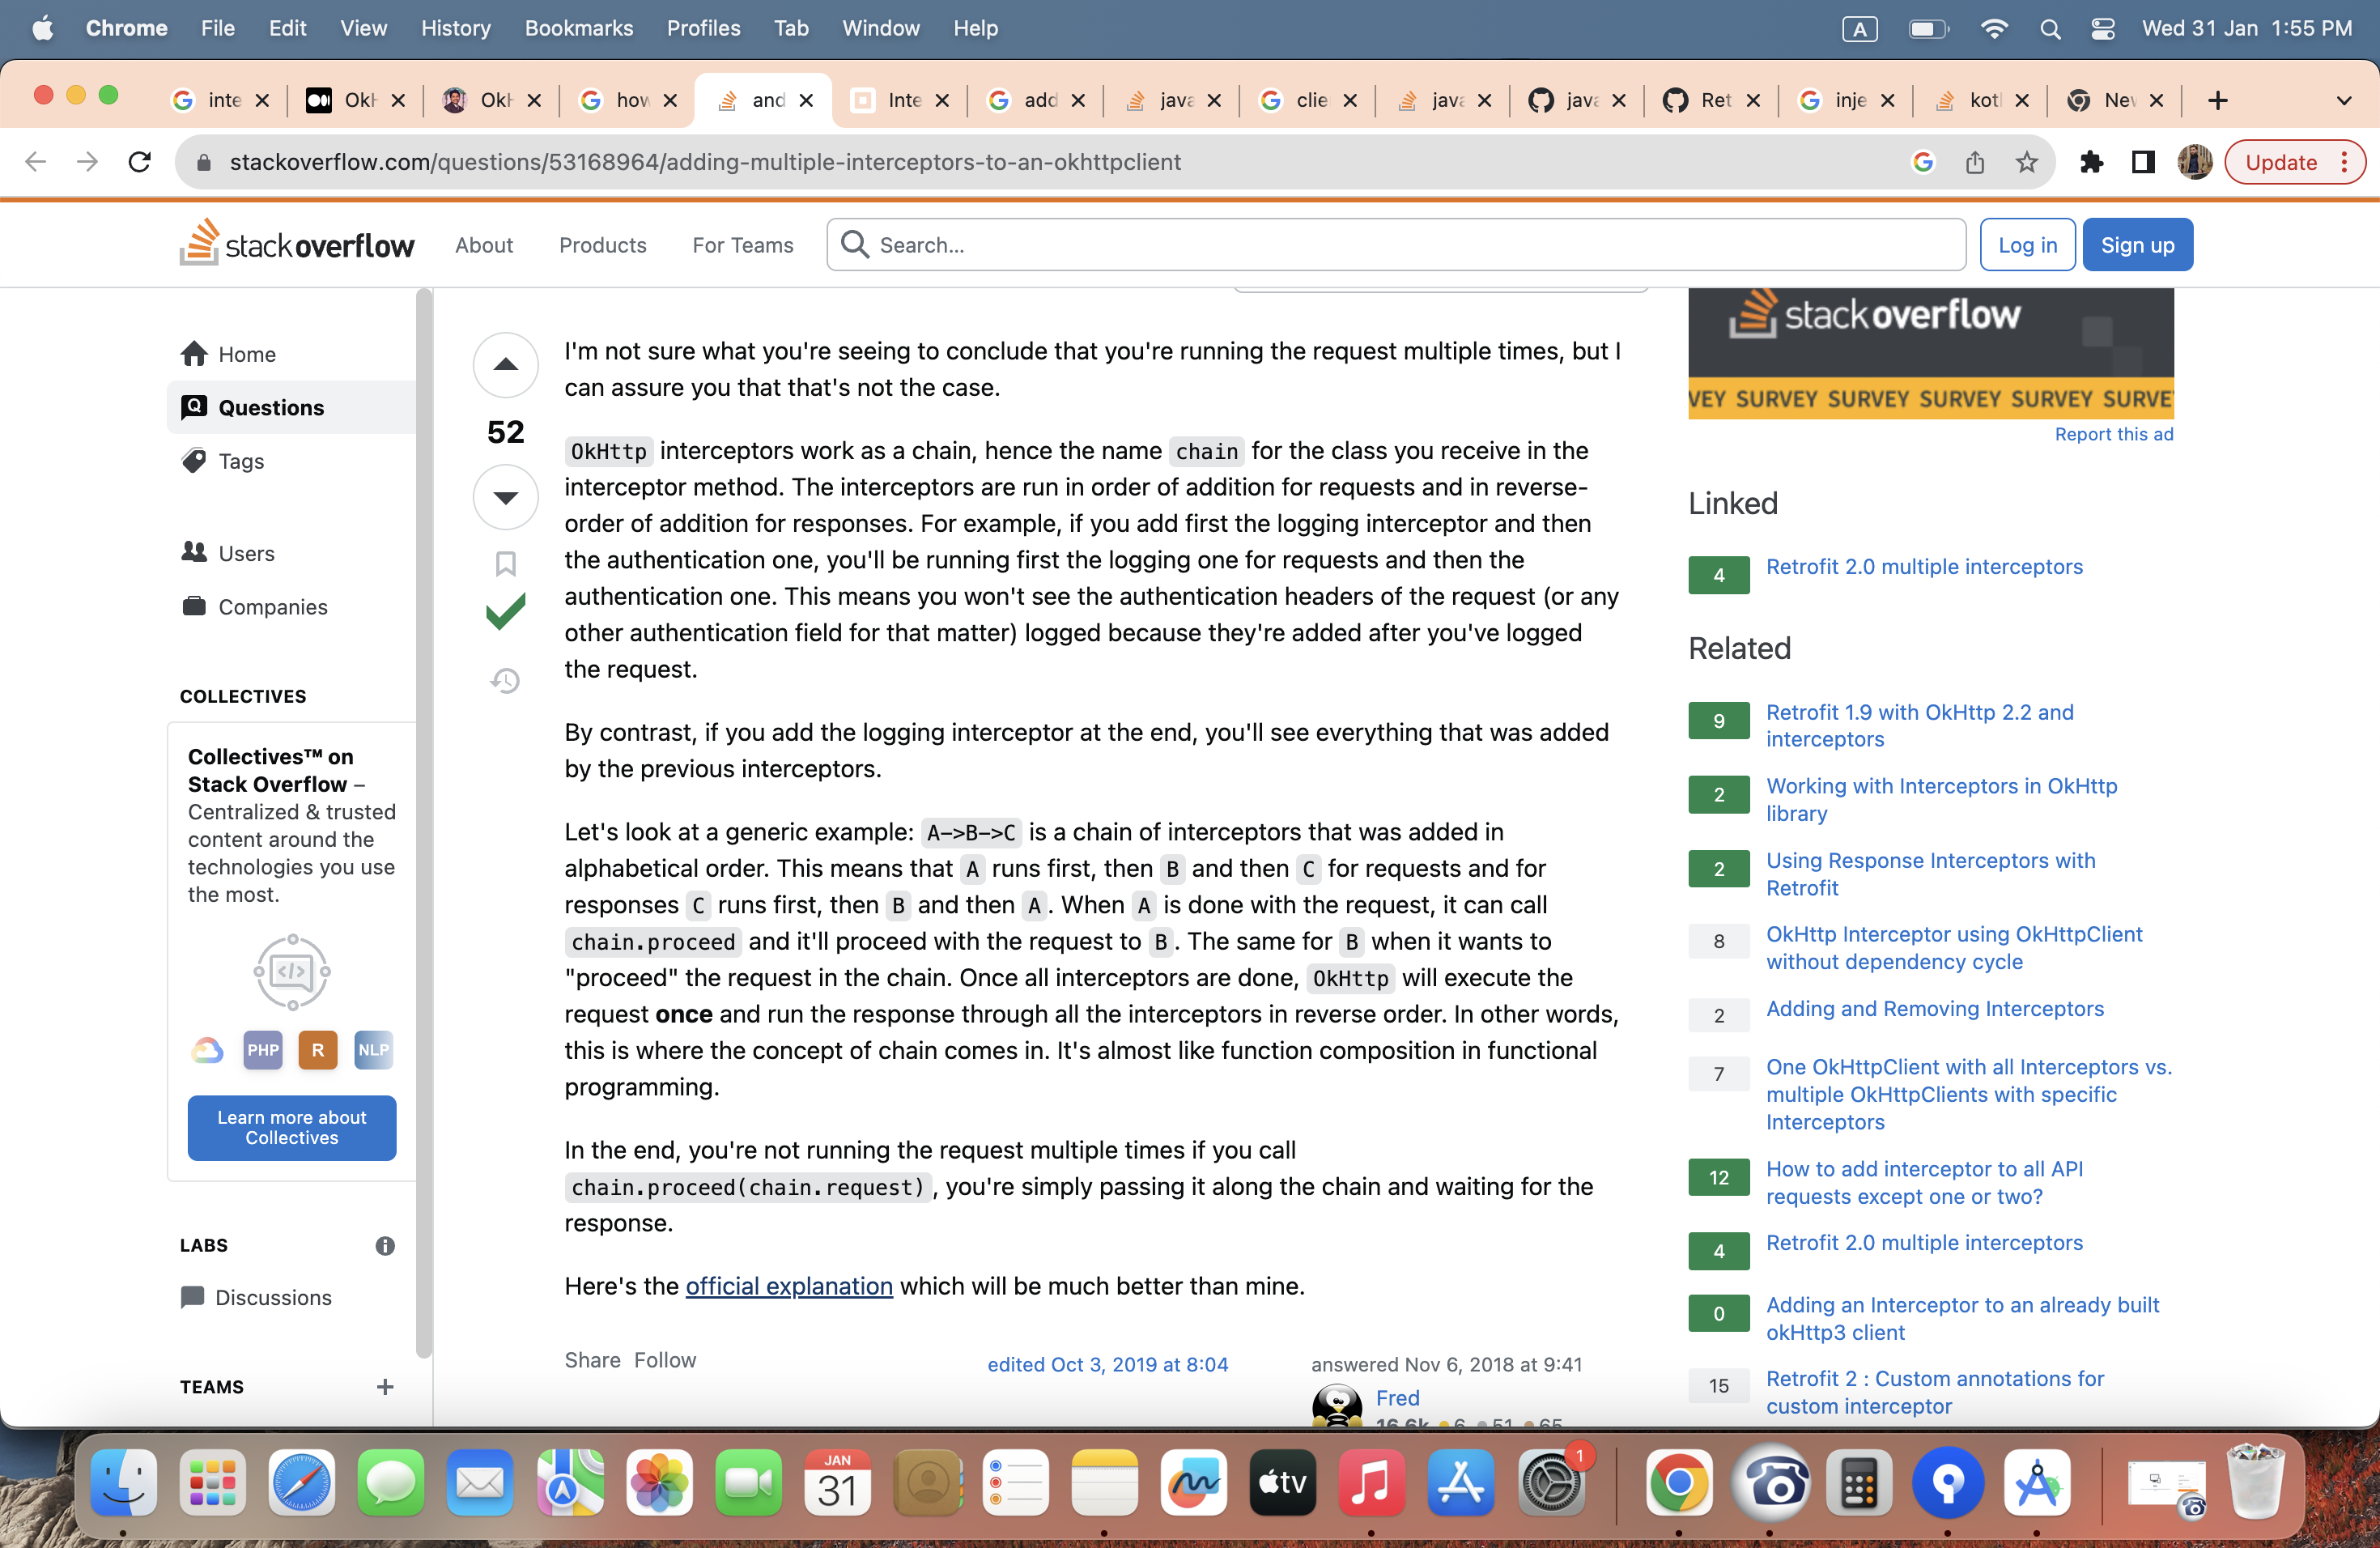 Chrome File Edit View History Bookmarks Profiles Tab Window Help A Wed 31 Jan 1:55 PM
inte Okh Okh how and Inte add java clie java java Ret inje kotl Nev
stackoverflow.com/questions/53168964/adding-multiple-interceptors-to-an-okhttpclient Update
stackoverflow About Products For Teams Search... Log in Sign up
Home
Questions
Tags
Users
Companies
COLLECTIVES
Collectives™ on
Stack Overflow –
Centralized & trusted
content around the
technologies you use
the most.
PHP R NLP
Learn more about
Collectives
LABS
Discussions
TEAMS
52
I'm not sure what you're seeing to conclude that you're running the request multiple times, but I
can assure you that that's not the case.
OkHttp interceptors work as a chain, hence the name chain for the class you receive in the
interceptor method. The interceptors are run in order of addition for requests and in reverse-
order of addition for responses. For example, if you add first the logging interceptor and then
the authentication one, you'll be running first the logging one for requests and then the
authentication one. This means you won't see the authentication headers of the request (or any
other authentication field for that matter) logged because they're added after you've logged
the request.
By contrast, if you add the logging interceptor at the end, you'll see everything that was added
by the previous interceptors.
Let's look at a generic example: A->B->C is a chain of interceptors that was added in
alphabetical order. This means that A runs first, then B and then C for requests and for
responses C runs first, then B and then A. When A is done with the request, it can call
chain.proceed and it'll proceed with the request to B. The same for B when it wants to
"proceed" the request in the chain. Once all interceptors are done, OkHttp will execute the
request once and run the response through all the interceptors in reverse order. In other words,
this is where the concept of chain comes in. It's almost like function composition in functional
programming.
In the end, you're not running the request multiple times if you call
chain.proceed(chain.request), you're simply passing it along the chain and waiting for the
response.
Here's the official explanation which will be much better than mine.
Share Follow edited Oct 3, 2019 at 8:04 answered Nov 6, 2018 at 9:41
Fred
16.6k 6 51 65
stackoverflow
VEY SURVEY SURVEY SURVEY SURVEY SURVE
Report this ad
Linked
4 Retrofit 2.0 multiple interceptors
Related
9 Retrofit 1.9 with OkHttp 2.2 and
interceptors
2 Working with Interceptors in OkHttp
library
2 Using Response Interceptors with
Retrofit
8 OkHttp Interceptor using OkHttpClient
without dependency cycle
2 Adding and Removing Interceptors
7 One OkHttpClient with all Interceptors vs.
multiple OkHttpClients with specific
Interceptors
12 How to add interceptor to all API
requests except one or two?
4 Retrofit 2.0 multiple interceptors
0 Adding an Interceptor to an already built
okHttp3 client
15 Retrofit 2 : Custom annotations for
custom interceptor
JAN
31
tv
1